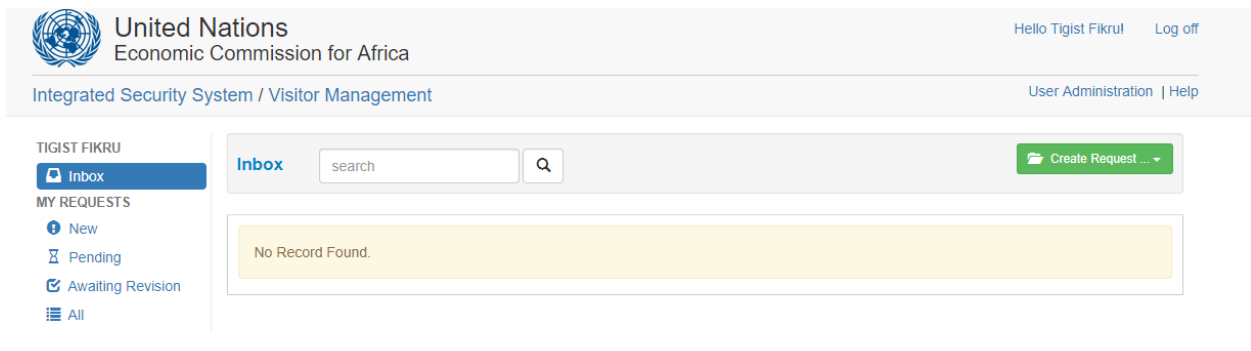 United Nations
Economic Commission for Africa
Hello Tigist Fikru! Log off
Integrated Security System / Visitor Management
User Administration | Help
TIGIST FIKRU
Inbox
MY REQUESTS
New
Pending
Awaiting Revision
All
Inbox search Create Request ...
No Record Found.